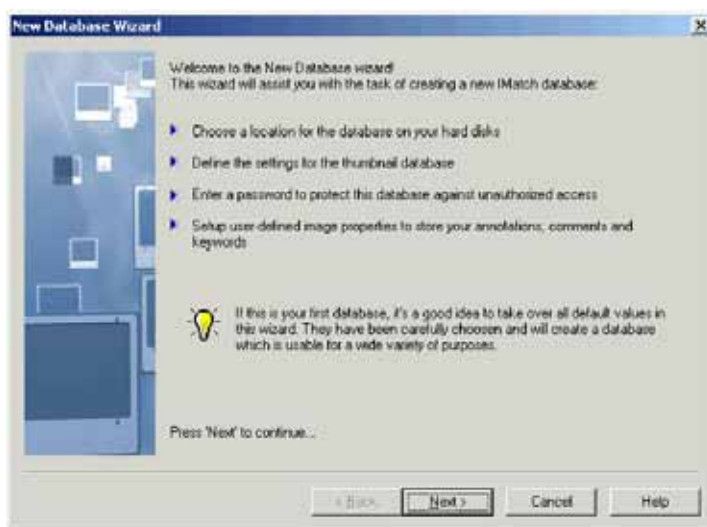 New Database Wizard
Welcome to the New Database wizard!
This wizard will assist you with the task of creating a new IMatch database:
Choose a location for the database on your hard disks
Define the settings for the thumbnail database
Enter a password to protect this database against unauthorized access
Setup user-defined image properties to store your annotations, comments and
keywords
If this is your first database, it's a good idea to take over all default values in
this wizard. They have been carefully choosen and will create a database
which is usable for a wide variety of purposes.
Press 'Next' to continue...
< Back
Next >
Cancel
Help